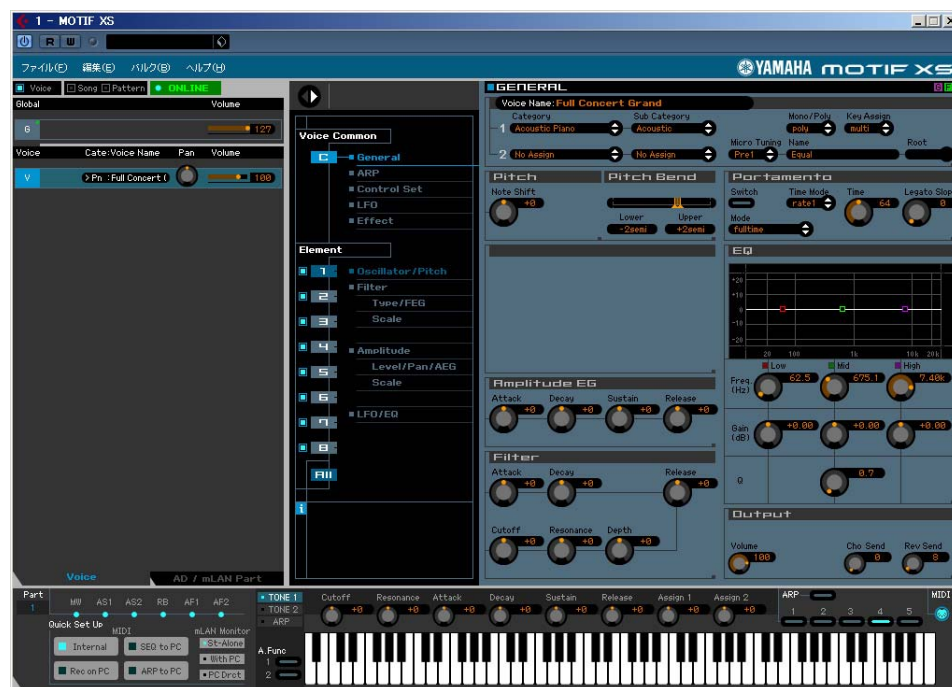 1 - MOTIF XS
R W
ファイル(F) 編集(E) バルク(B) ヘルプ(H)
YAMAHA MOTIF XS
Voice Song Pattern ONLINE
Global Volume
G 127
Voice Cate:Voice Name Pan Volume
V >Pn :Full Concert ( 100
Voice
AD / mLAN Part
Voice Common
C General
ARP
Control Set
LFO
Effect
Element
1 Oscillator/Pitch
2 Filter
Type/FEG
3 Scale
4 Amplitude
5 Level/Pan/AEG
Scale
6
7 LFO/EQ
8
All
i
GENERAL
Voice Name:Full Concert Grand
Category Sub Category Mono/Poly Key Assign
1 Acoustic Piano Acoustic poly multi
Micro Tuning Name Root
2 No Assign No Assign Pre1 Equal
Pitch
Note Shift
+0
Pitch Bend
Lower Upper
-2semi +2semi
Portamento
Switch Time Mode Time Legato Slop
rate1 64 0
Mode
fulltime
EQ
+20
+10
0
-10
-20
20 100 1k 10k 20k
Low Mid High
Freq. (Hz) 62.5 675.1 7.40k
Gain (dB) +0.00 +0.00 +0.00
Q 0.7
Amplitude EG
Attack Decay Sustain Release
+0 +0 +0 +0
Filter
Attack Decay Release
+0 +0 +0
Cutoff Resonance Depth
+0 +0 +0
Output
Volume Cho Send Rev Send
100 0 8
Part
1
MW AS1 AS2 RB AF1 AF2
Quick Set Up
MIDI
mLAN Monitor
Internal SEQ to PC St-Alone
With PC
Rec on PC ARP to PC PC Drct
TONE 1
TONE 2
ARP
Cutoff Resonance Attack Decay Sustain Release Assign 1 Assign 2
+0 +0 +0 +0 +0 +0 +0 +0
ARP
1 2 3 4 5
MIDI
A.Func
1
2